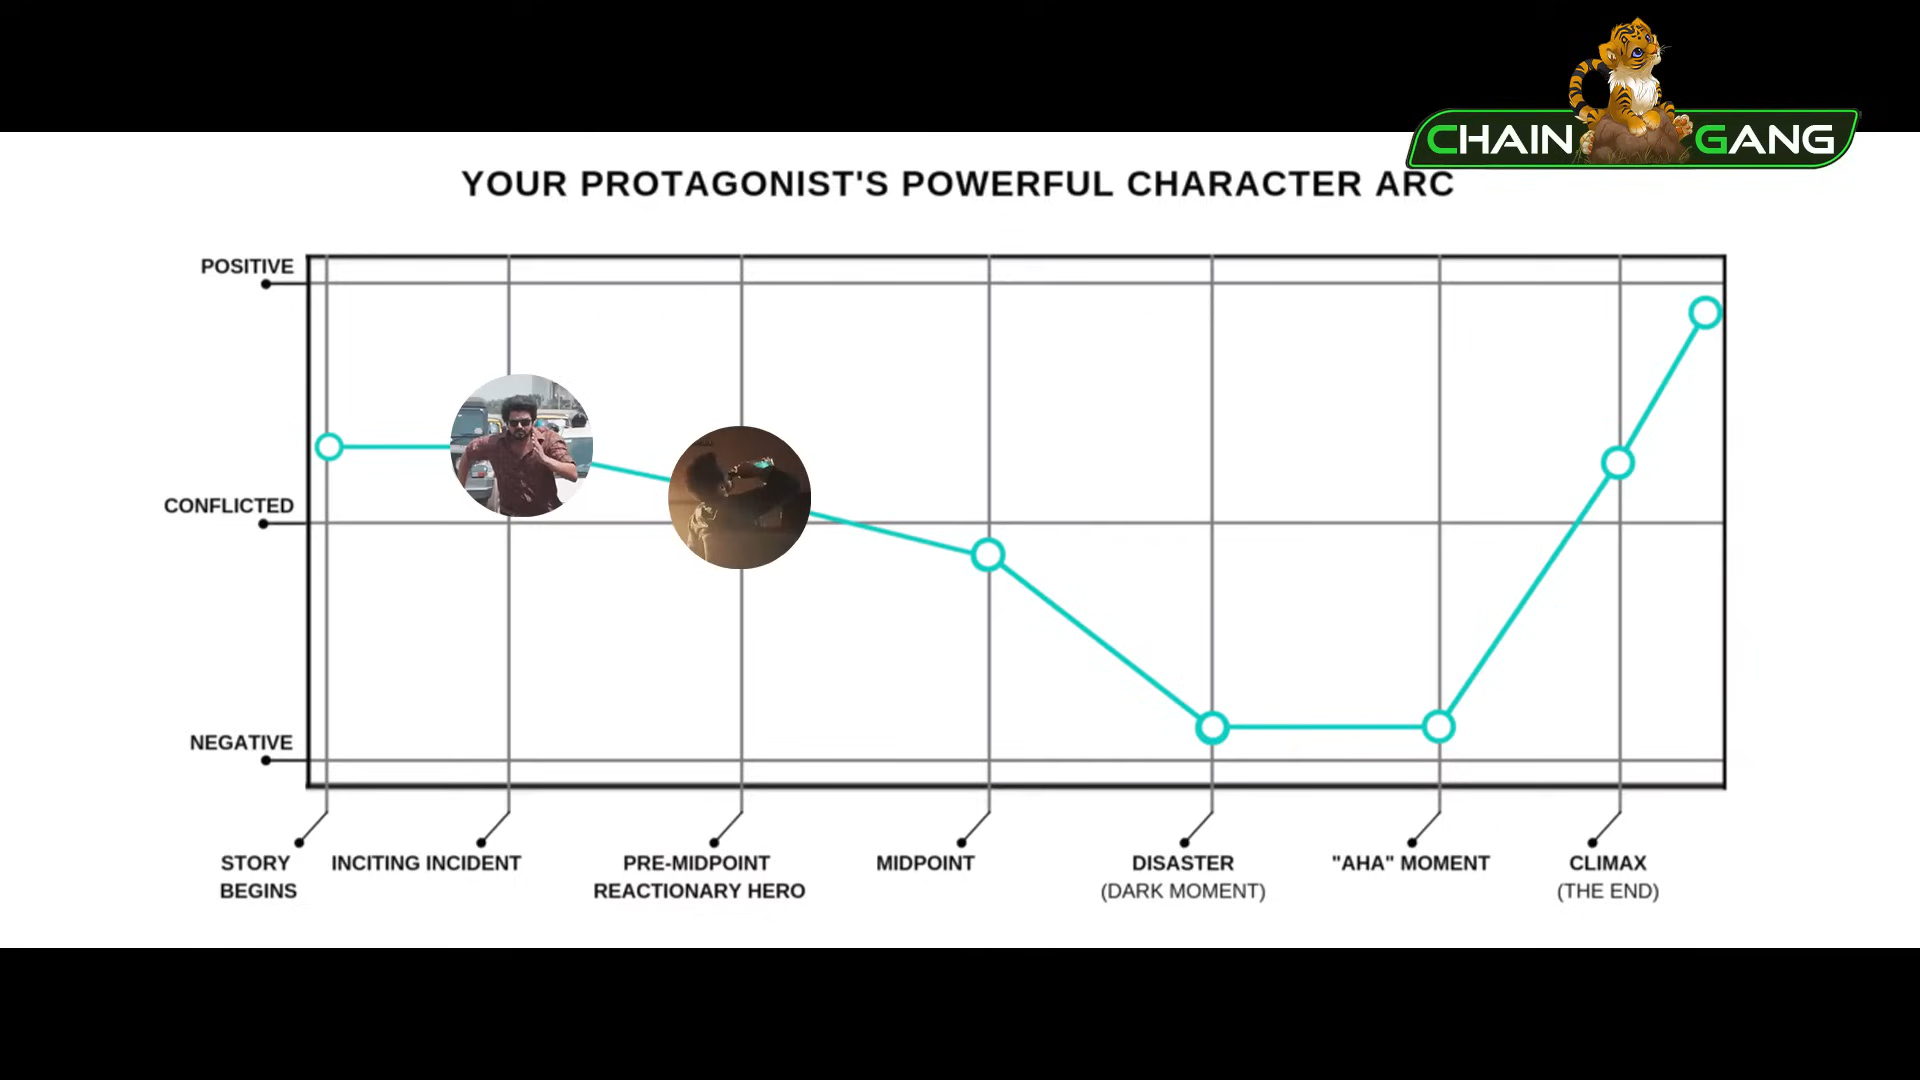 CHAIN GANG
YOUR PROTAGONIST'S POWERFUL CHARACTER ARC
POSITIVE
CONFLICTED
NEGATIVE
STORY
BEGINS
INCITING INCIDENT
PRE-MIDPOINT
REACTIONARY HERO
MIDPOINT
DISASTER
(DARK MOMENT)
"AHA" MOMENT
CLIMAX
(THE END)